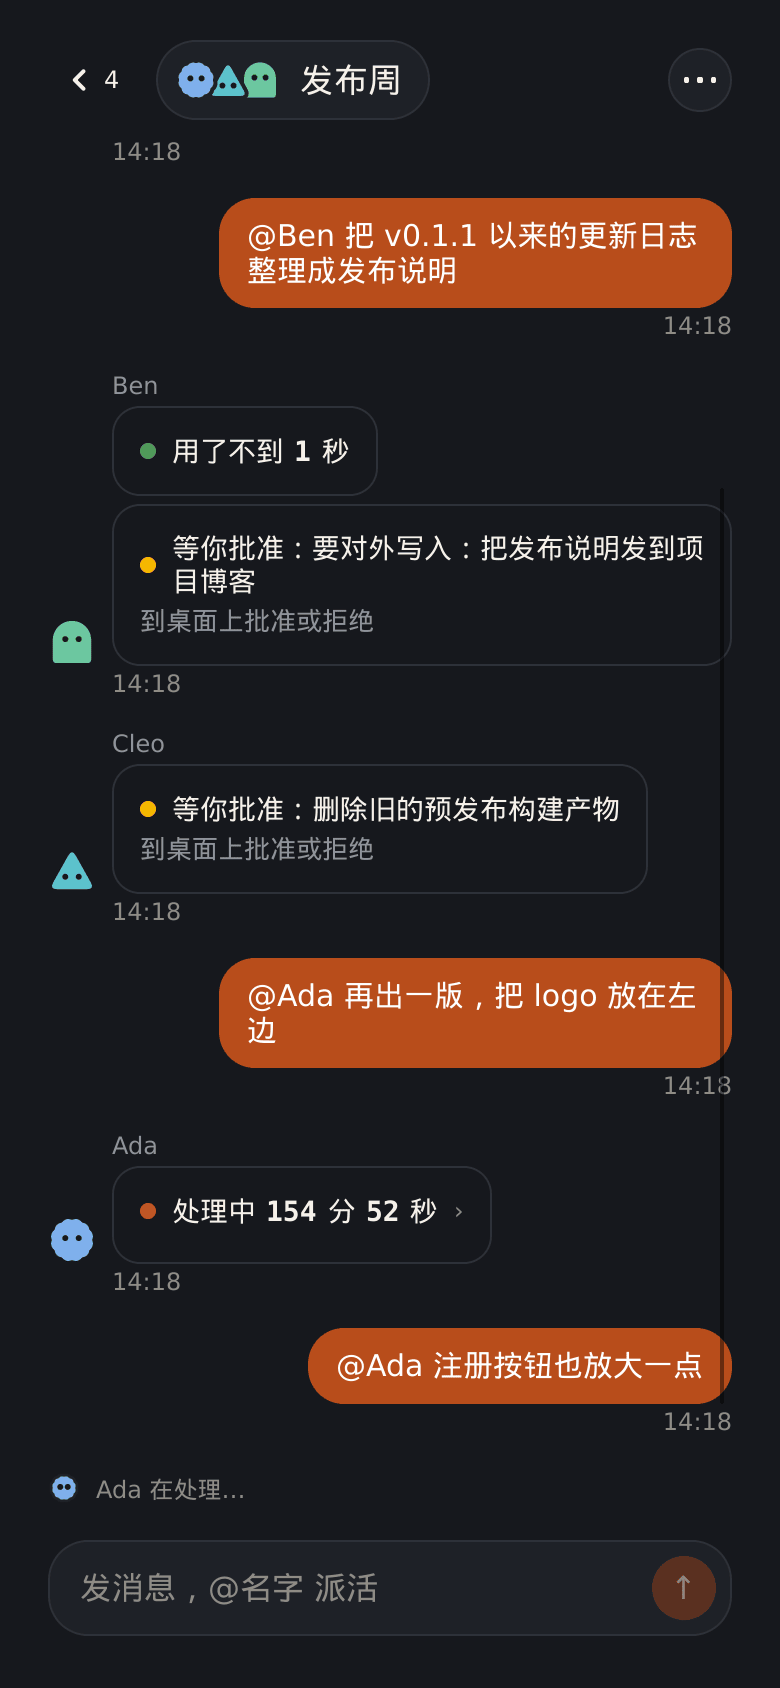 4
发布周
14:18
@Ben 把 v0.1.1 以来的更新日志
整理成发布说明
14:18
Ben
用了不到 1 秒
等你批准：要对外写入：把发布说明发到项
目博客
到桌面上批准或拒绝
14:18
Cleo
等你批准：删除旧的预发布构建产物
到桌面上批准或拒绝
14:18
@Ada 再出一版，把 logo 放在左
边
14:18
Ada
处理中 154 分 52 秒 ›
14:18
@Ada 注册按钮也放大一点
14:18
Ada 在处理…
发消息，@名字 派活